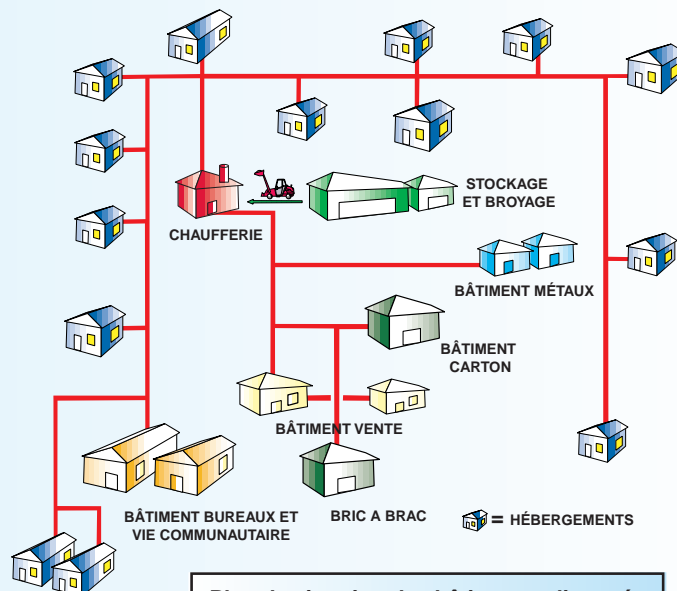 STOCKAGE
ET BROYAGE
CHAUFFERIE
BÂTIMENT MÉTAUX
BÂTIMENT
CARTON
BÂTIMENT VENTE
BÂTIMENT BUREAUX ET
VIE COMMUNAUTAIRE
BRIC A BRAC
= HÉBERGEMENTS